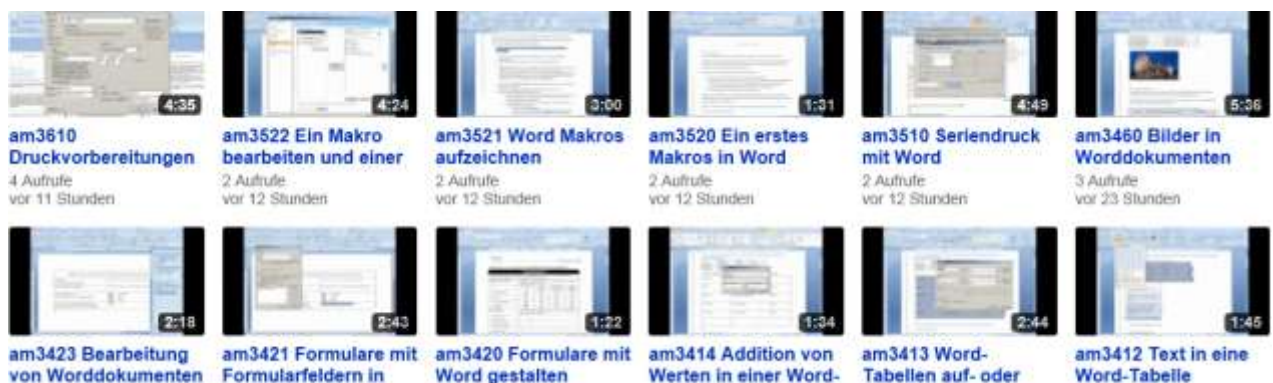 4:35
4:24
3:00
1:31
4:49
5:36
am3610
Druckvorbereitungen
4 Aufrufe
vor 11 Stunden
am3522 Ein Makro
bearbeiten und einer
2 Aufrufe
vor 12 Stunden
am3521 Word Makros
aufzeichnen
2 Aufrufe
vor 12 Stunden
am3520 Ein erstes
Makros in Word
2 Aufrufe
vor 12 Stunden
am3510 Seriendruck
mit Word
2 Aufrufe
vor 12 Stunden
am3460 Bilder in
Worddokumenten
3 Aufrufe
vor 23 Stunden
2:18
2:43
1:22
1:34
2:44
1:45
am3423 Bearbeitung
von Worddokumenten
am3421 Formulare mit
Formularfeldern in
am3420 Formulare mit
Word gestalten
am3414 Addition von
Werten in einer Word-
am3413 Word-
Tabellen auf- oder
am3412 Text in eine
Word-Tabelle